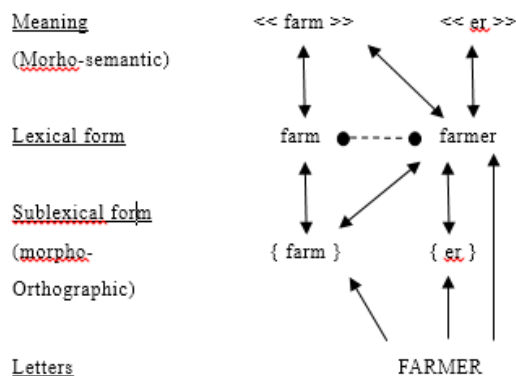 Meaning << farm >> << er >>
(Morho-semantic)
Lexical form farm farmer
Sublexical form
(morpho- { farm } { er }
Orthographic)
Letters FARMER